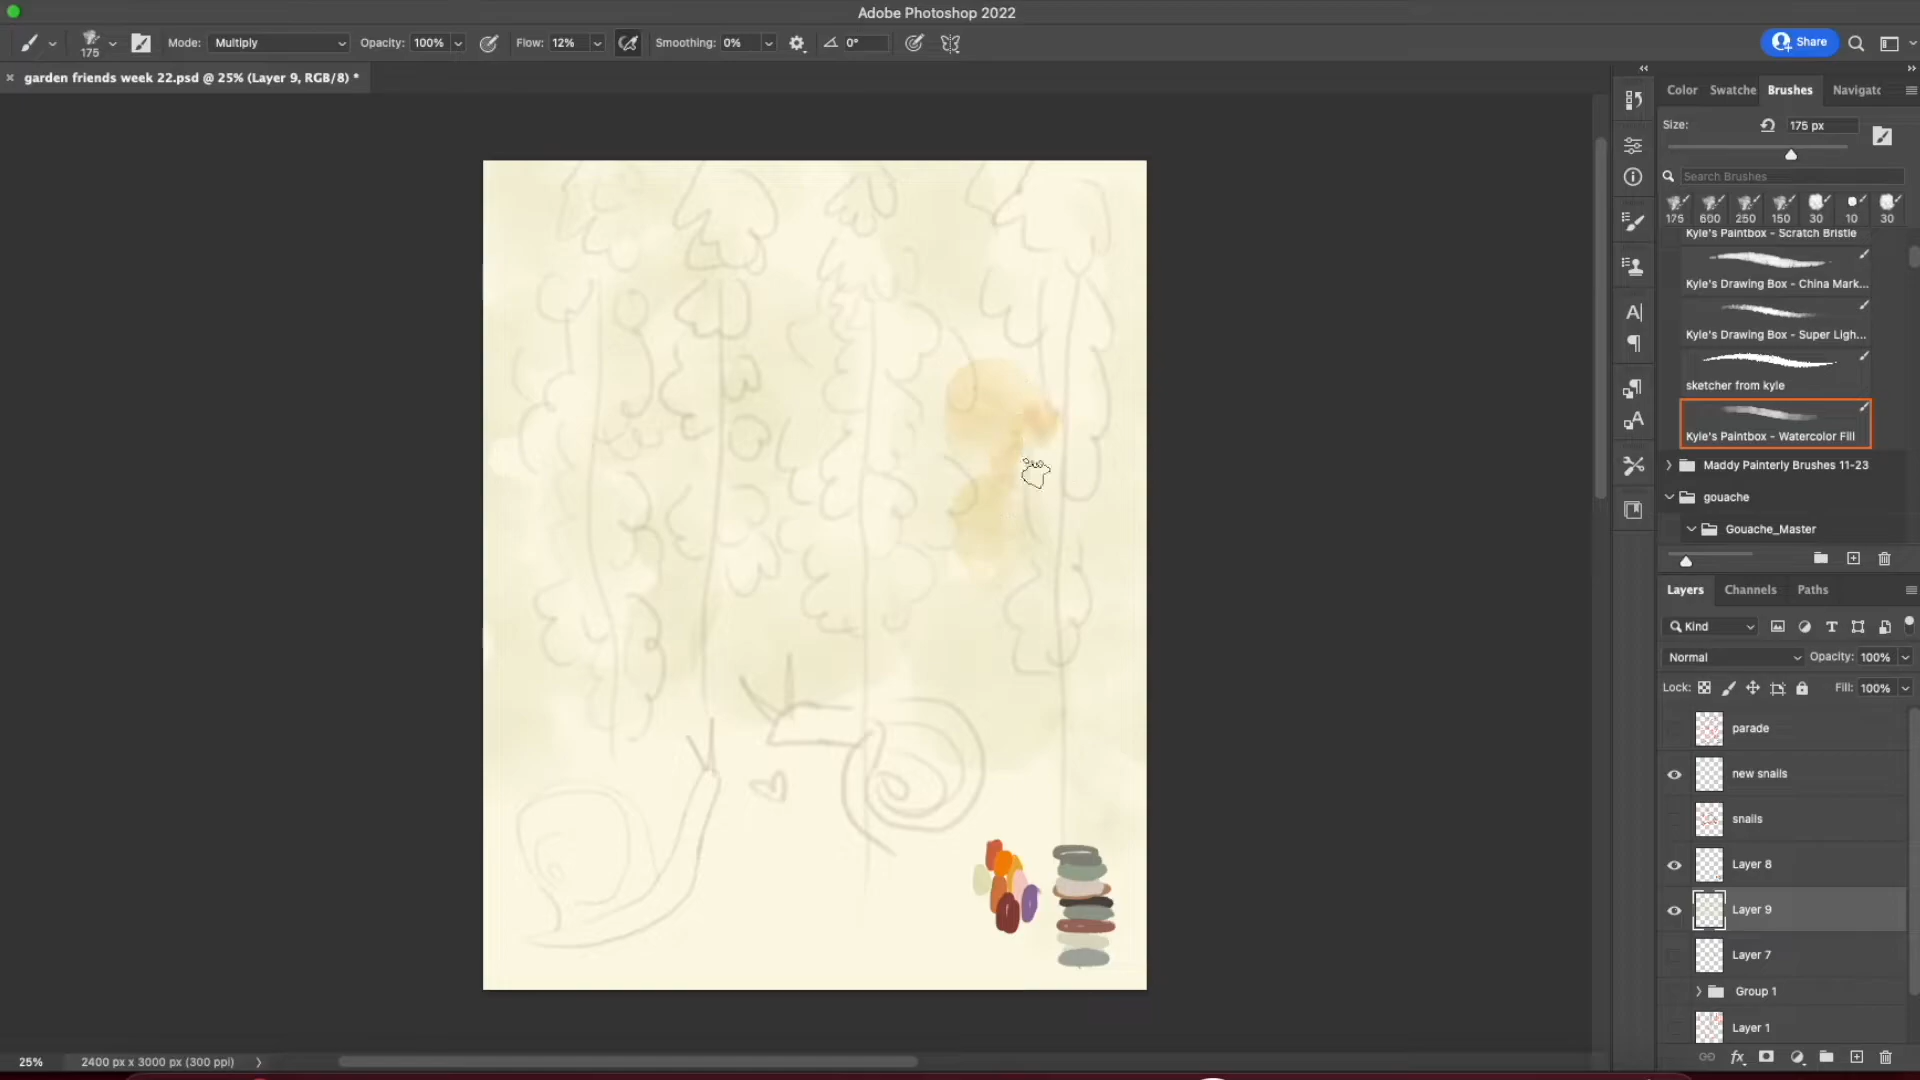 Adobe Photoshop 2022
175
Mode: Multiply
Opacity: 100%
Flow: 12%
Smoothing: 0%
0°
Share
× garden friends week 22.psd @ 25% (Layer 9, RGB/8) *
Color Swatche Brushes Navigatc
Size: 175 px
Search Brushes
175 600 250 150 30 10 30
Kyle's Paintbox - Scratch Bristle
Kyle's Drawing Box - China Mark...
Kyle's Drawing Box - Super Ligh...
sketcher from kyle
Kyle's Paintbox - Watercolor Fill
Maddy Painterly Brushes 11-23
gouache
Gouache_Master
Layers Channels Paths
Kind
Normal Opacity: 100%
Lock: Fill: 100%
parade
new snails
snails
Layer 8
Layer 9
Layer 7
Group 1
Layer 1
fx
25% 2400 px x 3000 px (300 ppi)